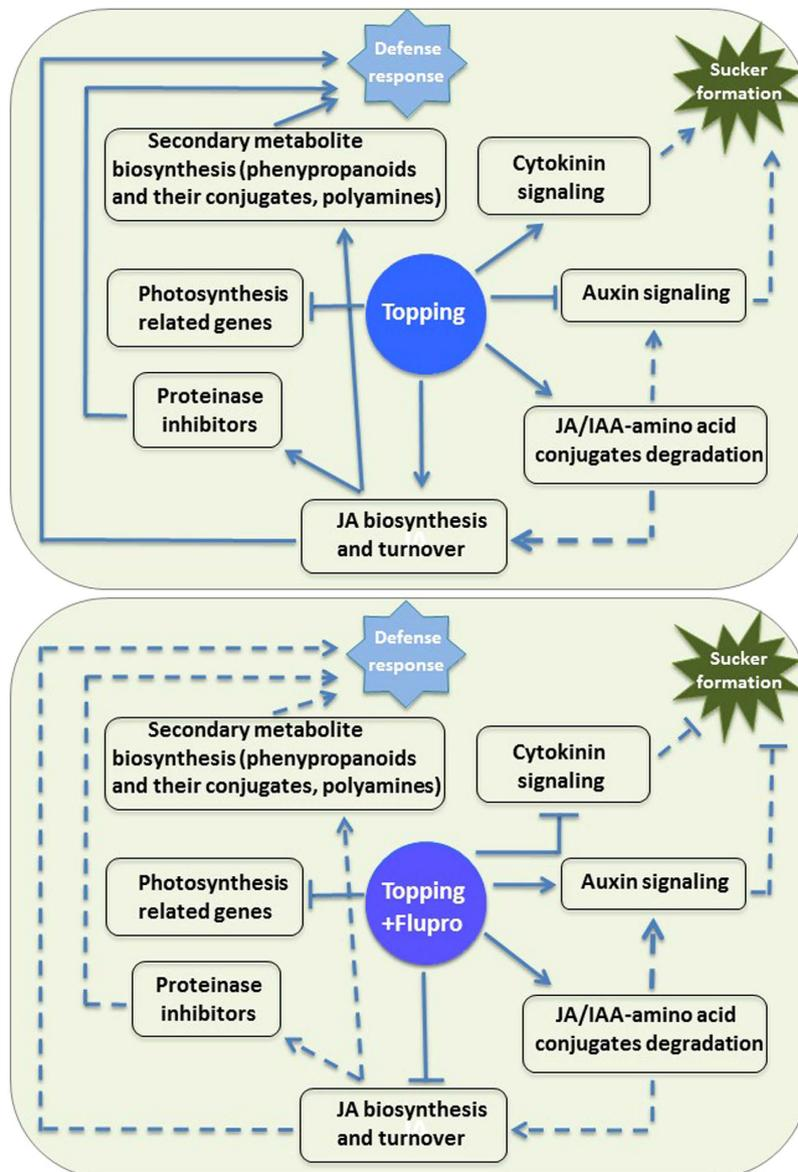 Defense
response
Sucker
formation
Secondary metabolite
biosynthesis (phenypropanoids
and their conjugates, polyamines)
Cytokinin
signaling
Photosynthesis
related genes
Topping
Auxin signaling
Proteinase
inhibitors
JA/IAA-amino acid
conjugates degradation
JA biosynthesis
and turnover
Defense
response
Sucker
formation
Secondary metabolite
biosynthesis (phenypropanoids
and their conjugates, polyamines)
Cytokinin
signaling
Photosynthesis
related genes
Topping
+Flupro
Auxin signaling
Proteinase
inhibitors
JA/IAA-amino acid
conjugates degradation
JA biosynthesis
and turnover